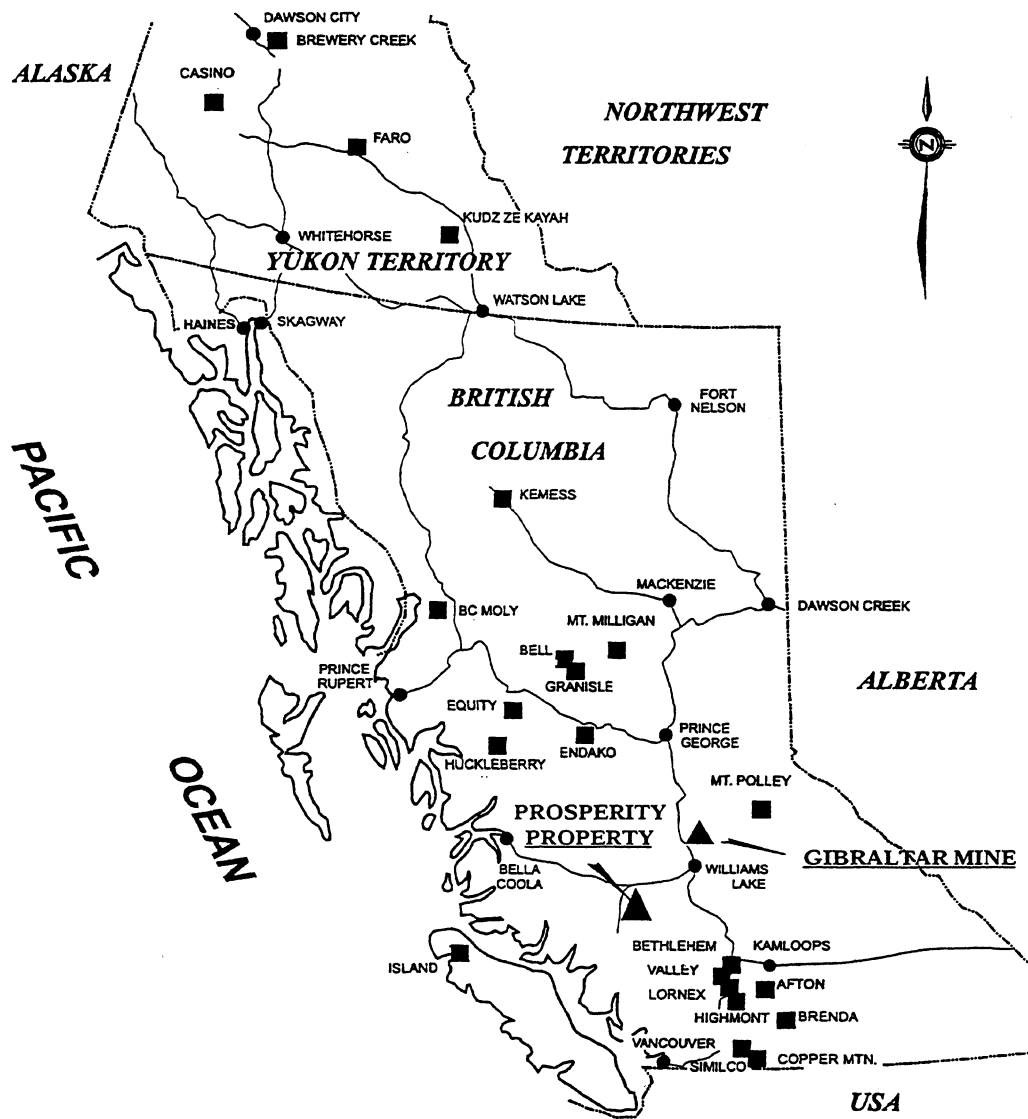 DAWSON CITY
BREWERY CREEK
ALASKA
CASINO
NORTHWEST
TERRITORIES
FARO
N
KUDZ ZE KAYAH
WHITEHORSE
YUKON TERRITORY
WATSON LAKE
HAINES
SKAGWAY
BRITISH
COLUMBIA
FORT
NELSON
PACIFIC
OCEAN
KEMESS
MACKENZIE
DAWSON CREEK
BC MOLY
MT. MILLIGAN
BELL
GRANISLE
PRINCE
RUPERT
ALBERTA
EQUITY
HUCKLEBERRY
ENDAKO
PRINCE
GEORGE
MT. POLLEY
PROSPERITY
PROPERTY
GIBRALTAR MINE
BELLA
COOLA
WILLIAMS
LAKE
ISLAND
BETHLEHEM
KAMLOOPS
VALLEY
LORNEX
AFTON
HIGHMONT
BRENDA
VANCOUVER
SIMILCO
COPPER MTN.
USA